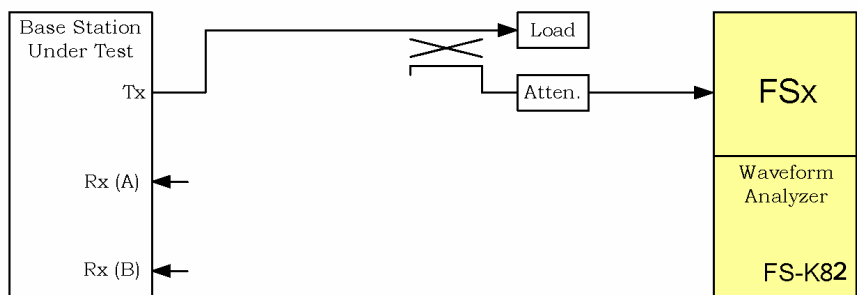 Base Station
Under Test
Load
Tx
Atten.
FSx
Rx (A)
Waveform
Analyzer
Rx (B)
FS-K82